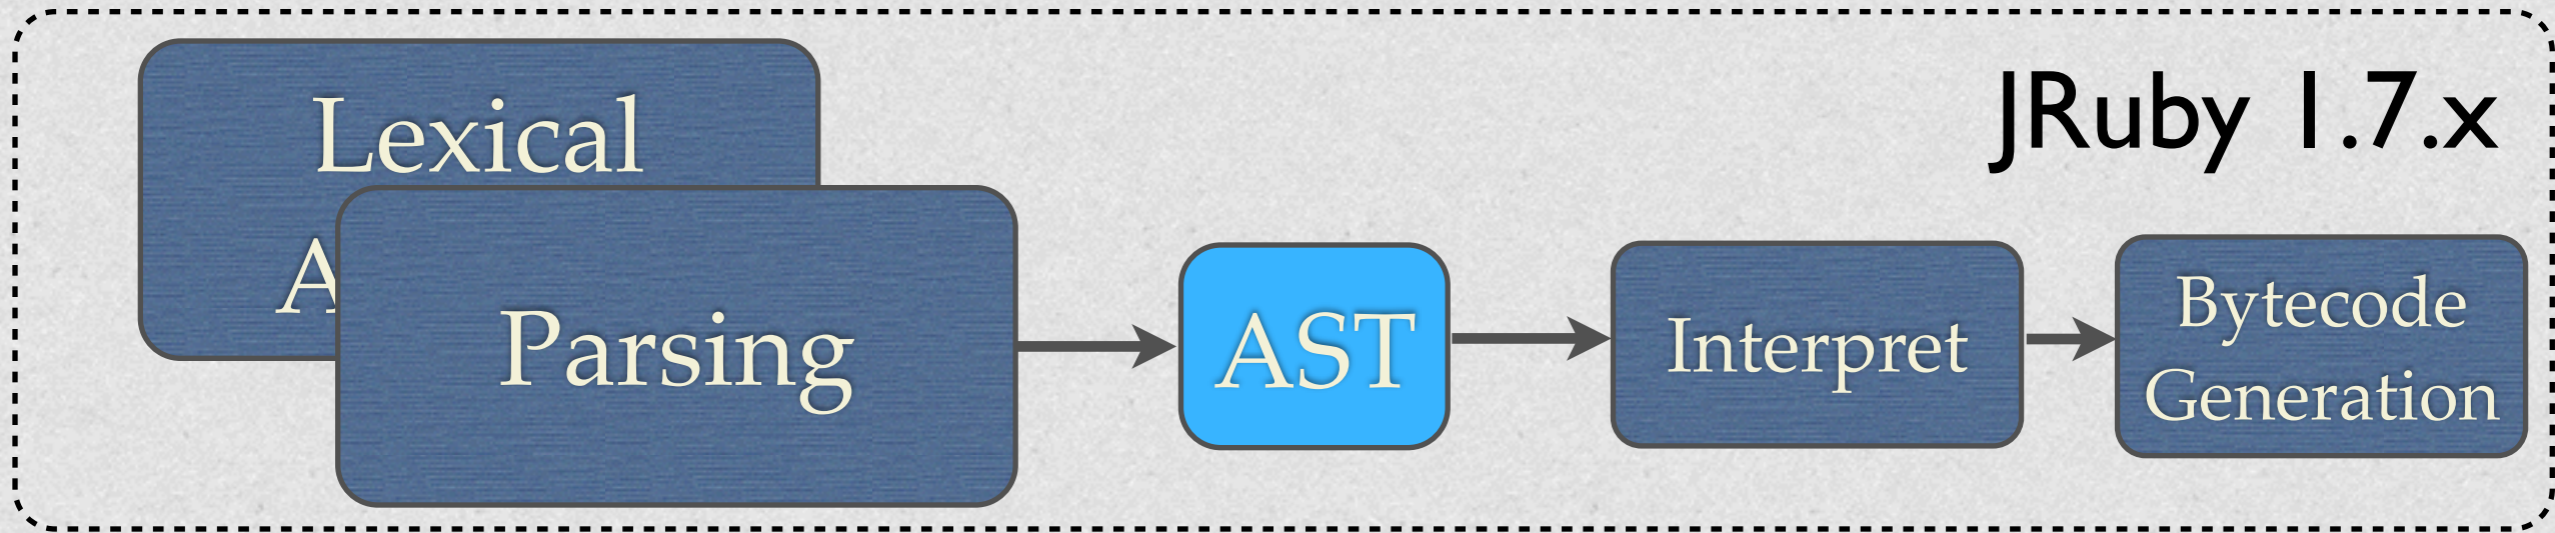 Lexical
A
Parsing
AST
Interpret
Bytecode
Generation
JRuby 1.7.x